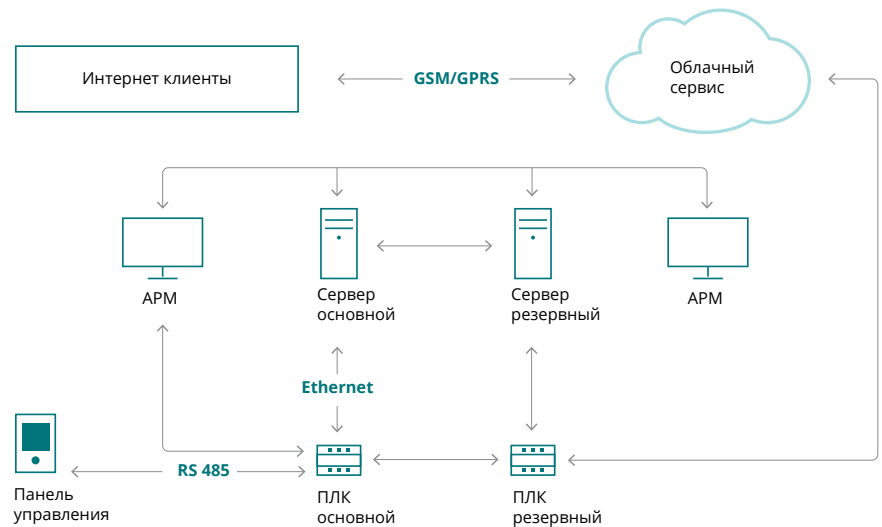 Интернет клиенты
GSM/GPRS
Облачный
сервис
АРМ
Сервер
основной
Сервер
резервный
АРМ
Ethernet
RS 485
Панель
управления
ПЛК
основной
ПЛК
резервный